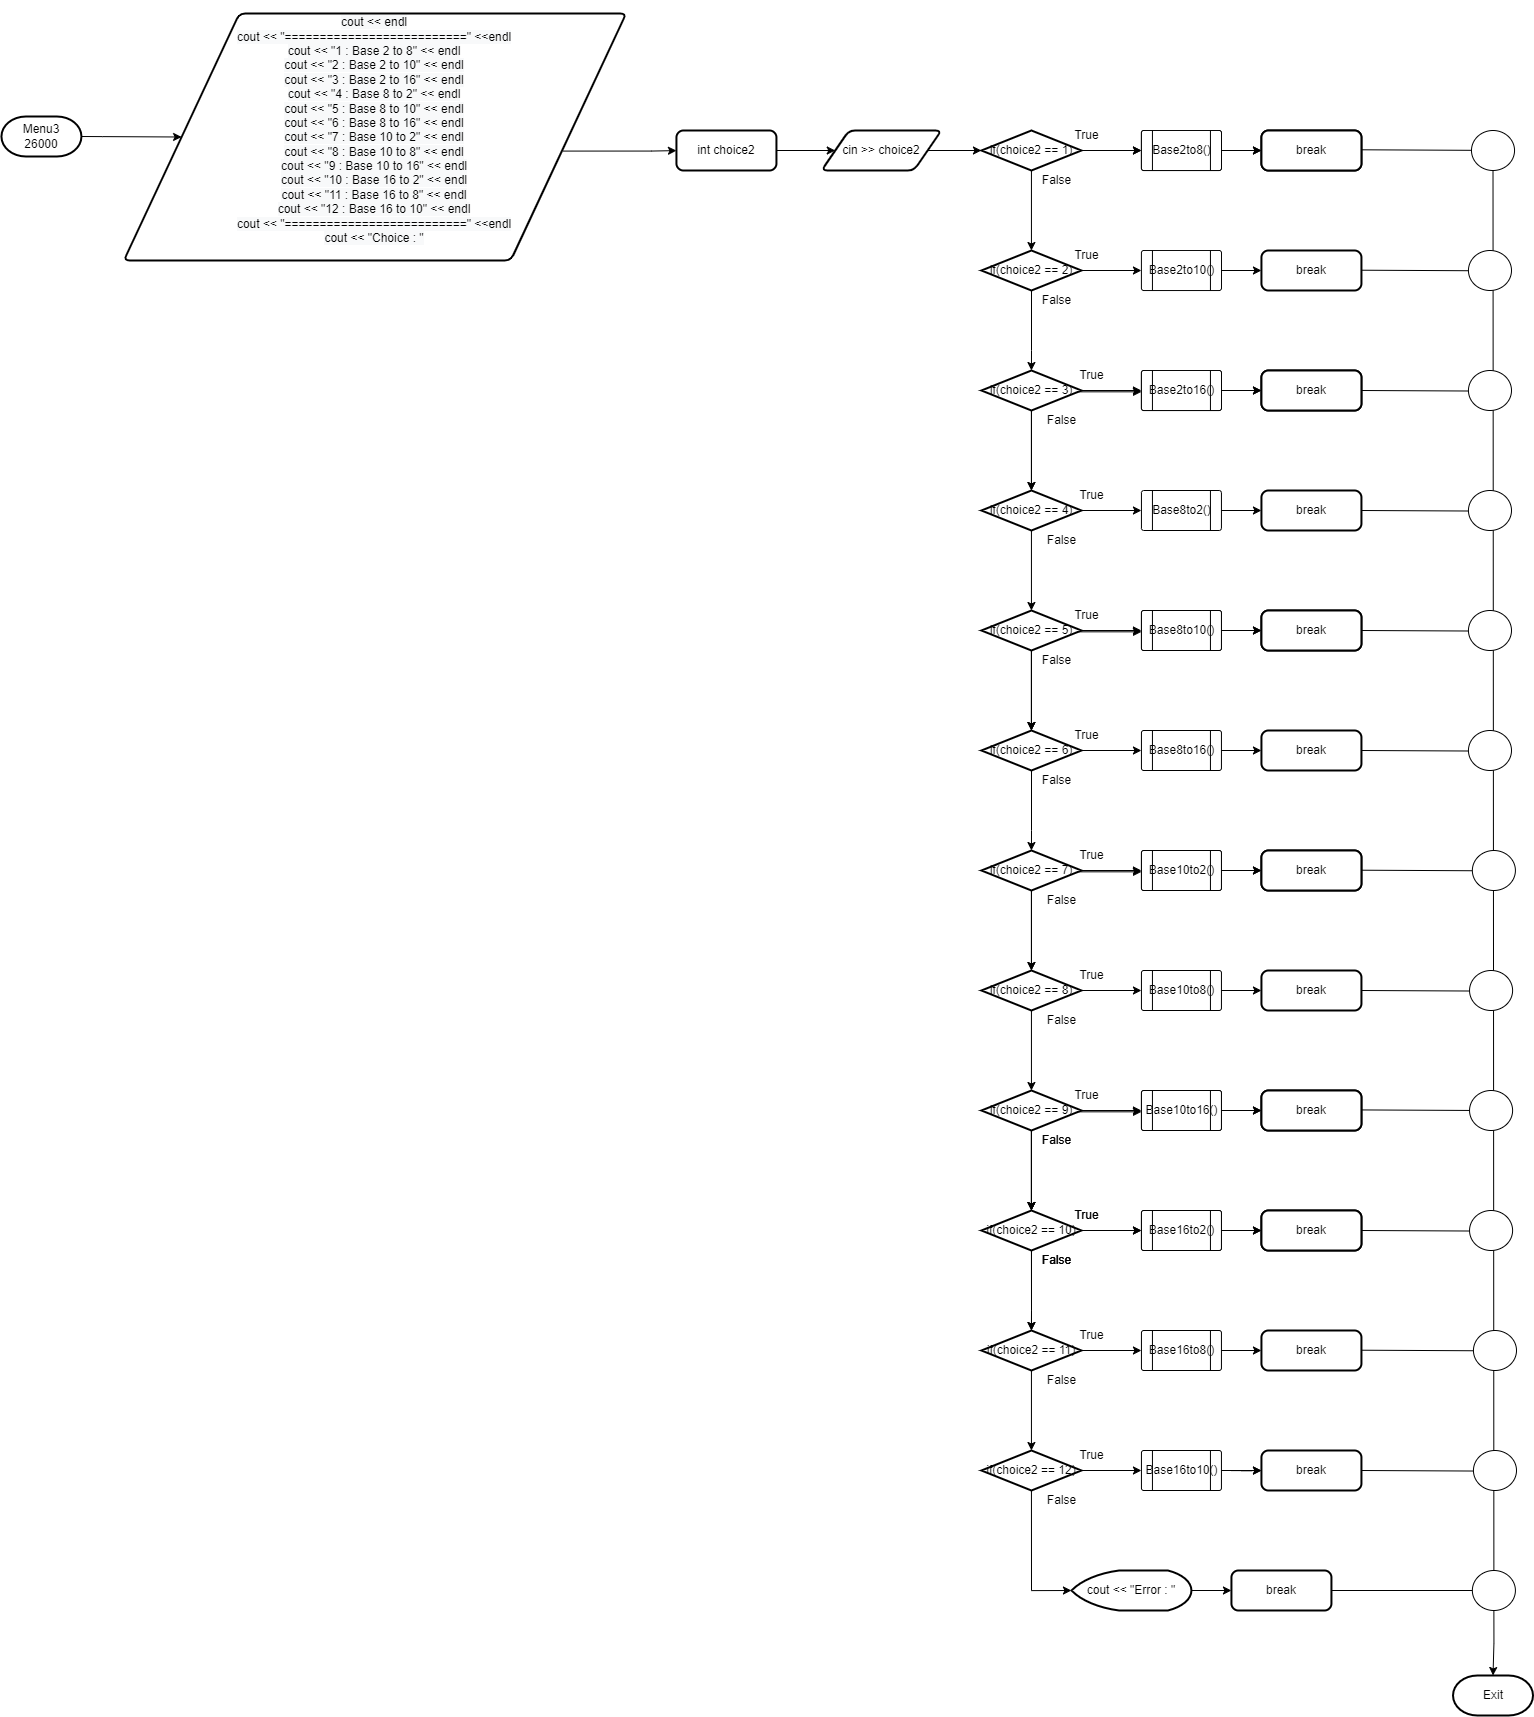 Menu3
26000
cout << endl
cout << "==========================" <<endl
cout << "1 : Base 2 to 8" << endl
cout << "2 : Base 2 to 10" << endl
cout << "3 : Base 2 to 16" << endl
cout << "4 : Base 8 to 2" << endl
cout << "5 : Base 8 to 10" << endl
cout << "6 : Base 8 to 16" << endl
cout << "7 : Base 10 to 2" << endl
cout << "8 : Base 10 to 8" << endl
cout << "9 : Base 10 to 16" << endl
cout << "10 : Base 16 to 2" << endl
cout << "11 : Base 16 to 8" << endl
cout << "12 : Base 16 to 10" << endl
cout << "==========================" <<endl
cout << "Choice : "
int choice2
cin >> choice2
if(choice2 == 1)
True
False
Base2to8()
break
if(choice2 == 2)
True
False
Base2to10()
break
if(choice2 == 3)
True
False
Base2to16()
break
if(choice2 == 4)
True
False
Base8to2()
break
if(choice2 == 5)
True
False
Base8to10()
break
if(choice2 == 6)
True
False
Base8to16()
break
if(choice2 == 7)
True
False
Base10to2()
break
if(choice2 == 8)
True
False
Base10to8()
break
if(choice2 == 9)
True
False
Base10to16()
break
if(choice2 == 10)
True
False
Base16to2()
break
if(choice2 == 11)
True
False
Base16to8()
break
if(choice2 == 12)
True
False
Base16to10()
break
cout << "Error : "
break
Exit